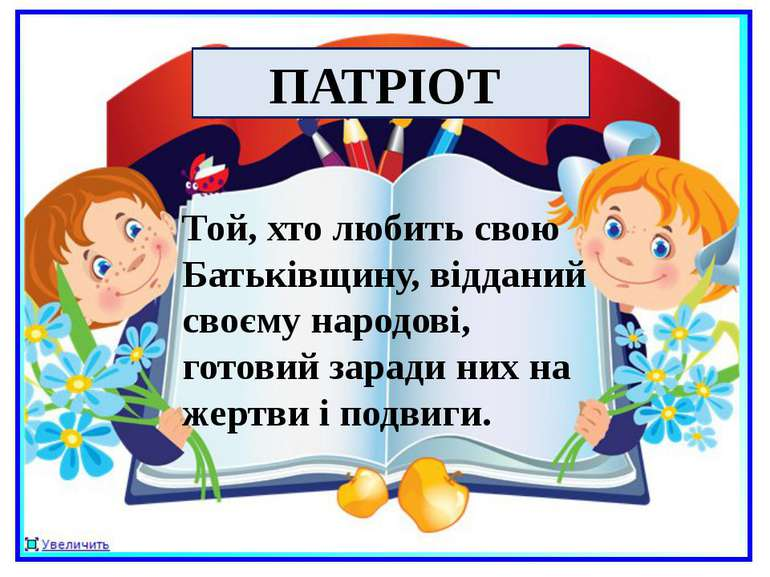 ПАТРІОТ
Той, хто любить свою
Батьківщину, відданий
своєму народові,
готовий заради них на
жертви і подвиги.
Увеличить